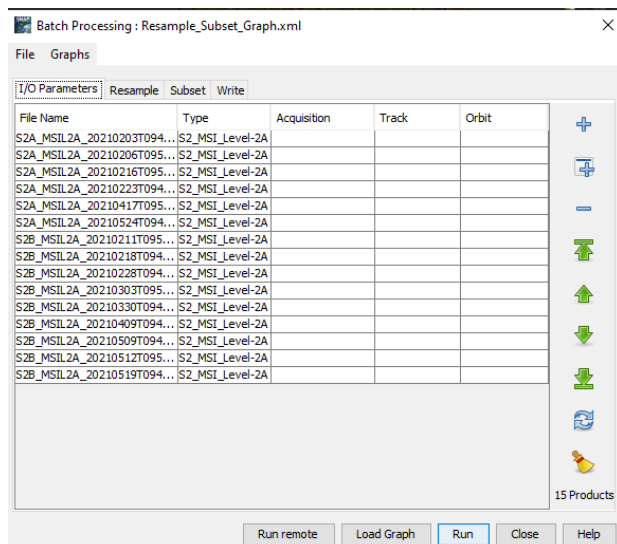 Batch Processing : Resample_Subset_Graph.xml
File Graphs
I/O Parameters Resample Subset Write
File Name Type Acquisition Track Orbit
S2A_MSIL2A_20210203T094... S2_MSI_Level-2A
S2A_MSIL2A_20210206T095... S2_MSI_Level-2A
S2A_MSIL2A_20210216T095... S2_MSI_Level-2A
S2A_MSIL2A_20210223T094... S2_MSI_Level-2A
S2A_MSIL2A_20210417T095... S2_MSI_Level-2A
S2A_MSIL2A_20210524T094... S2_MSI_Level-2A
S2B_MSIL2A_20210211T095... S2_MSI_Level-2A
S2B_MSIL2A_20210218T094... S2_MSI_Level-2A
S2B_MSIL2A_20210228T094... S2_MSI_Level-2A
S2B_MSIL2A_20210303T095... S2_MSI_Level-2A
S2B_MSIL2A_20210330T094... S2_MSI_Level-2A
S2B_MSIL2A_20210409T094... S2_MSI_Level-2A
S2B_MSIL2A_20210509T094... S2_MSI_Level-2A
S2B_MSIL2A_20210512T095... S2_MSI_Level-2A
S2B_MSIL2A_20210519T094... S2_MSI_Level-2A
15 Products
Run remote Load Graph Run Close Help